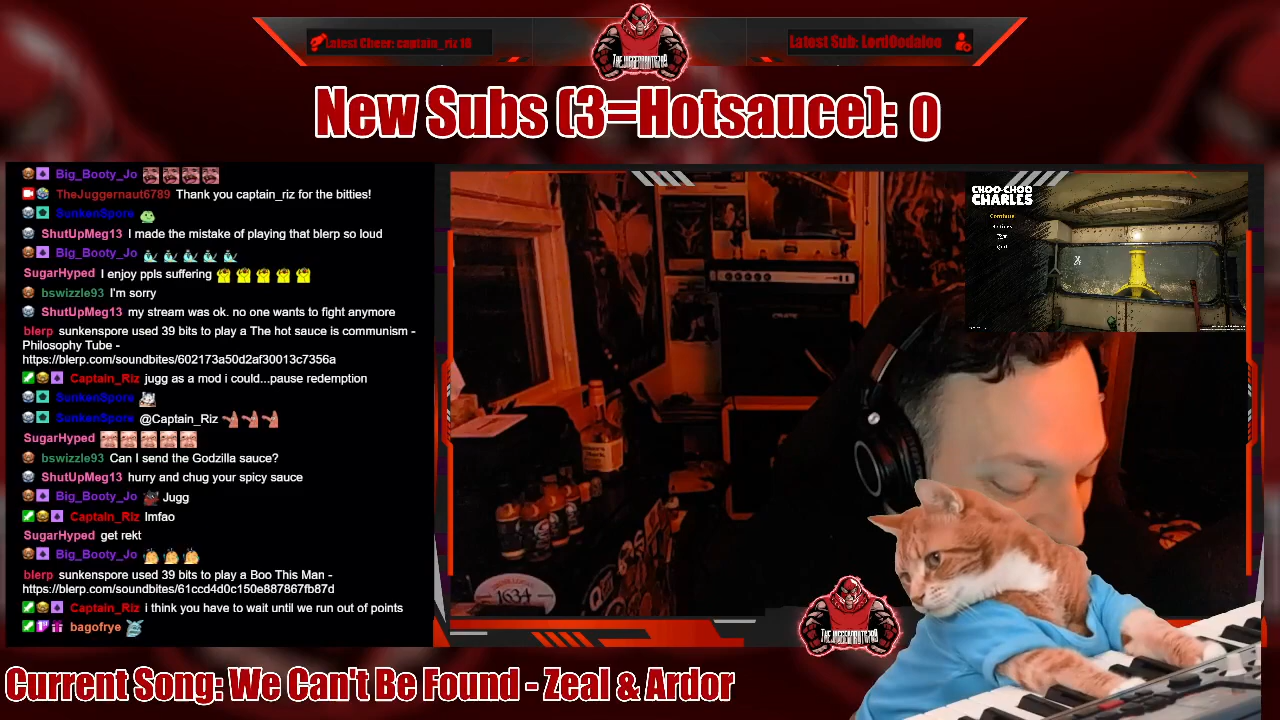 Latest Cheer: captain_riz 10
Latest Sub: LordOodaloo
THEJUGGERNAUT6789
New Subs (3=Hotsauce): 0
Big_Booty_Jo
TheJuggernaut6789 Thank you captain_riz for the bitties!
SunkenSpore
ShutUpMeg13 I made the mistake of playing that blerp so loud
Big_Booty_Jo
SugarHyped I enjoy ppls suffering
bswizzle93 I'm sorry
ShutUpMeg13 my stream was ok. no one wants to fight anymore
blerp sunkenspore used 39 bits to play a The hot sauce is communism -
Philosophy Tube -
https://blerp.com/soundbites/602173a50d2af30013c7356a
Captain_Riz jugg as a mod i could...pause redemption
SunkenSpore
SunkenSpore @Captain_Riz
SugarHyped
bswizzle93 Can I send the Godzilla sauce?
ShutUpMeg13 hurry and chug your spicy sauce
Big_Booty_Jo Jugg
Captain_Riz lmfao
SugarHyped get rekt
Big_Booty_Jo
blerp sunkenspore used 39 bits to play a Boo This Man -
https://blerp.com/soundbites/61ccd4d0c150e887867fb87d
Captain_Riz i think you have to wait until we run out of points
bagofrye
CHOO-CHOO
CHARLES
Continue
Quit
1634
Current Song: We Can't Be Found - Zeal & Ardor